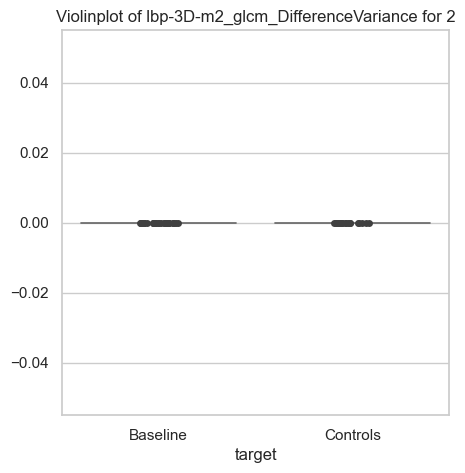 Violinplot of lbp-3D-m2_glcm_DifferenceVariance for 2
0.04
0.02
0.00
−0.02
−0.04
Baseline
Controls
target